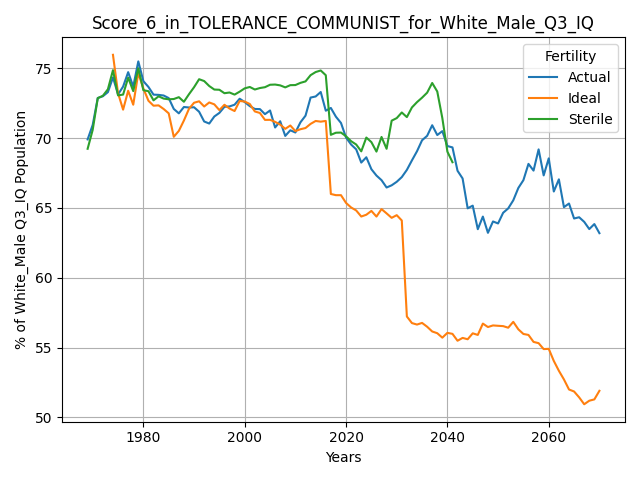 Score_6_in_TOLERANCE_COMMUNIST_for_White_Male_Q3_IQ
Fertility
Actual
Ideal
Sterile
% of White_Male Q3_IQ Population
75
70
65
60
55
50
1980
2000
2020
2040
2060
Years